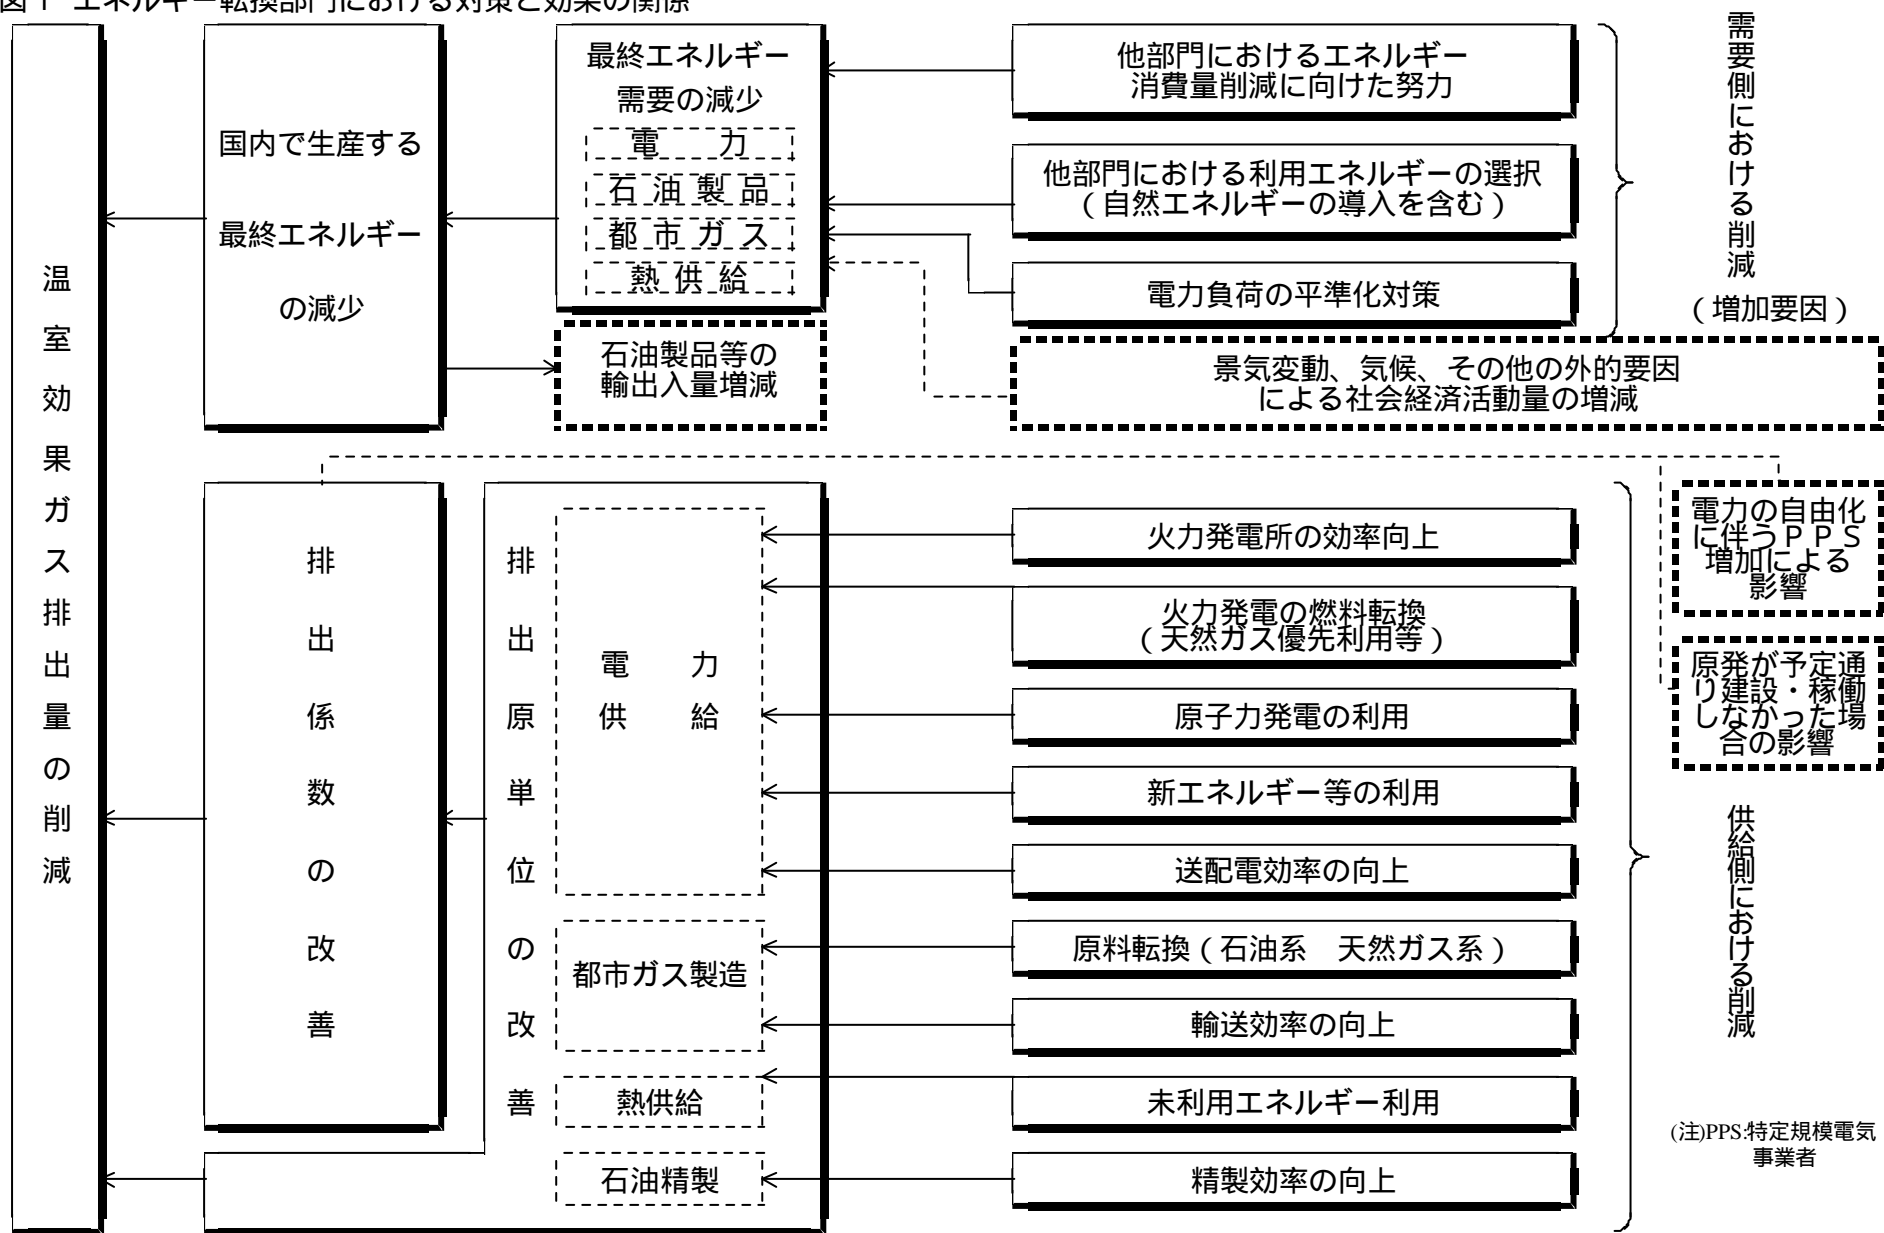 図1 エネルギー転換部門における対策と効果の関係
温室効果ガス排出量の削減
国内で生産する
最終エネルギー
の減少
最終エネルギー
需要の減少
電　力
石油製品
都市ガス
熱供給
石油製品等の
輸出入量増減
他部門におけるエネルギー
消費量削減に向けた努力
他部門における利用エネルギーの選択
（自然エネルギーの導入を含む）
電力負荷の平準化対策
景気変動、気候、その他の外的要因
による社会経済活動量の増減
需要側における削減
（増加要因）
排出係数の改善
排出原単位の改善
電　力
供　給
都市ガス製造
熱供給
石油精製
火力発電所の効率向上
火力発電の燃料転換
（天然ガス優先利用等）
原子力発電の利用
新エネルギー等の利用
送配電効率の向上
原料転換（石油系　天然ガス系）
輸送効率の向上
未利用エネルギー利用
精製効率の向上
電力の自由化
に伴うＰＰＳ
増加による
影響
原発が予定通
り建設・稼働
しなかった場
合の影響
供給側における削減
(注)PPS:特定規模電気
事業者